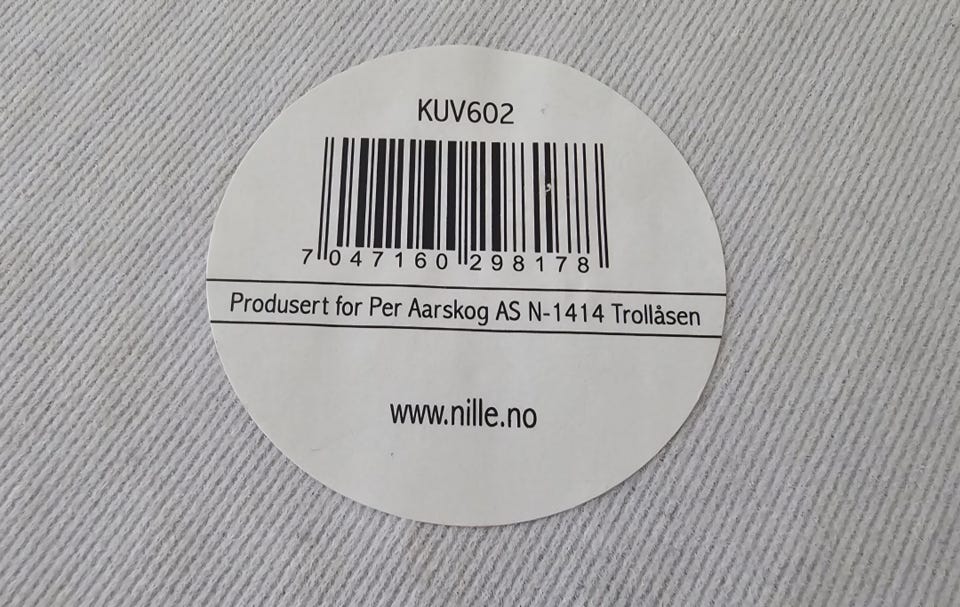 KUV602
7 047160 298178
Produsert for Per Aarskog AS N-1414 Trollåsen
www.nille.no